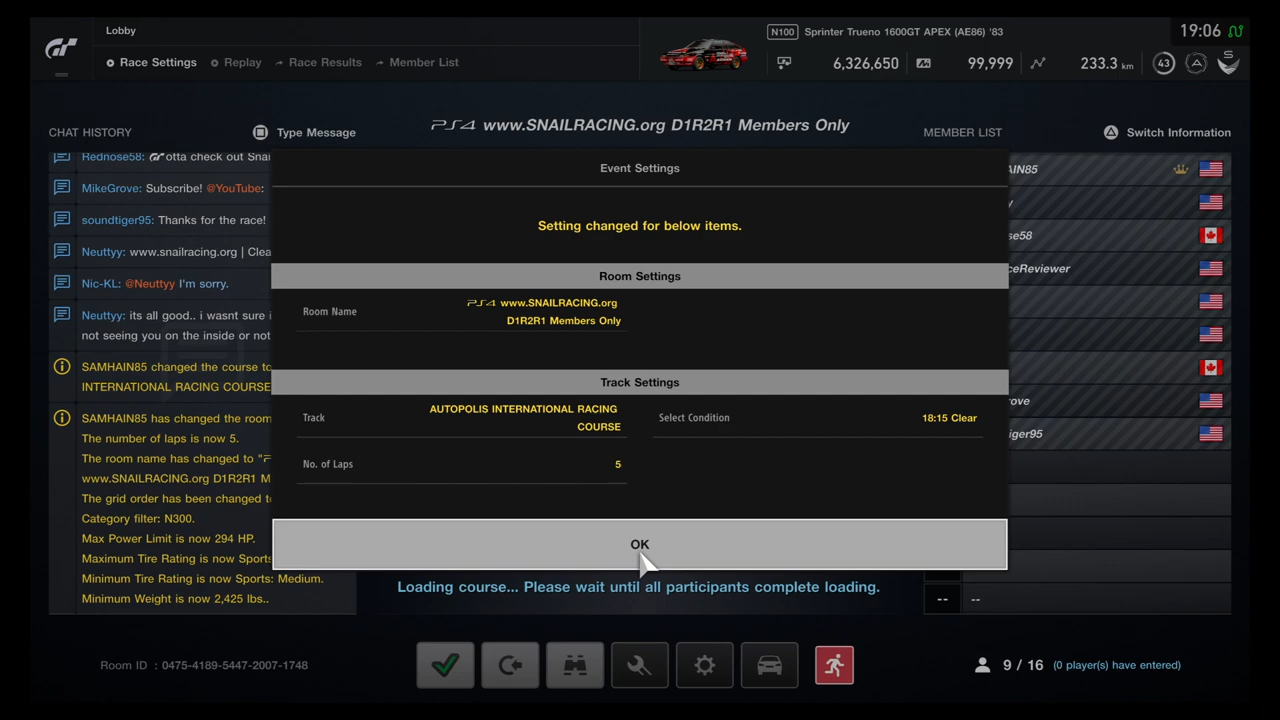 Lobby
N100 Sprinter Trueno 1600GT APEX (AE86) '83
19:06
Race Settings Replay Race Results Member List
6,326,650 99,999 233.3 km 43 A S
CHAT HISTORY Type Message
PS4 www.SNAILRACING.org D1R2R1 Members Only
MEMBER LIST Switch Information
Rednose58: otta check out Snai
MikeGrove: Subscribe! @YouTube:
soundtiger95: Thanks for the race!
Neuttyy: www.snailracing.org | Clea
Nic-KL: @Neuttyy I'm sorry.
Neuttyy: its all good.. i wasnt sure i
not seeing you on the inside or not
SAMHAIN85 changed the course to
INTERNATIONAL RACING COURSE
SAMHAIN85 has changed the room
The number of laps is now 5.
The room name has changed to "PS
www.SNAILRACING.org D1R2R1 M
The grid order has been changed to
Category filter: N300.
Max Power Limit is now 294 HP.
Maximum Tire Rating is now Sports
Minimum Tire Rating is now Sports: Medium.
Minimum Weight is now 2,425 lbs..
Event Settings
Setting changed for below items.
Room Settings
Room Name
PS4 www.SNAILRACING.org
D1R2R1 Members Only
Track Settings
Track
AUTOPOLIS INTERNATIONAL RACING
COURSE
Select Condition 18:15 Clear
No. of Laps 5
OK
Loading course... Please wait until all participants complete loading.
AIN85
y
se58
ceReviewer
rove
iger95
-- --
Room ID : 0475-4189-5447-2007-1748
9 / 16 (0 player(s) have entered)